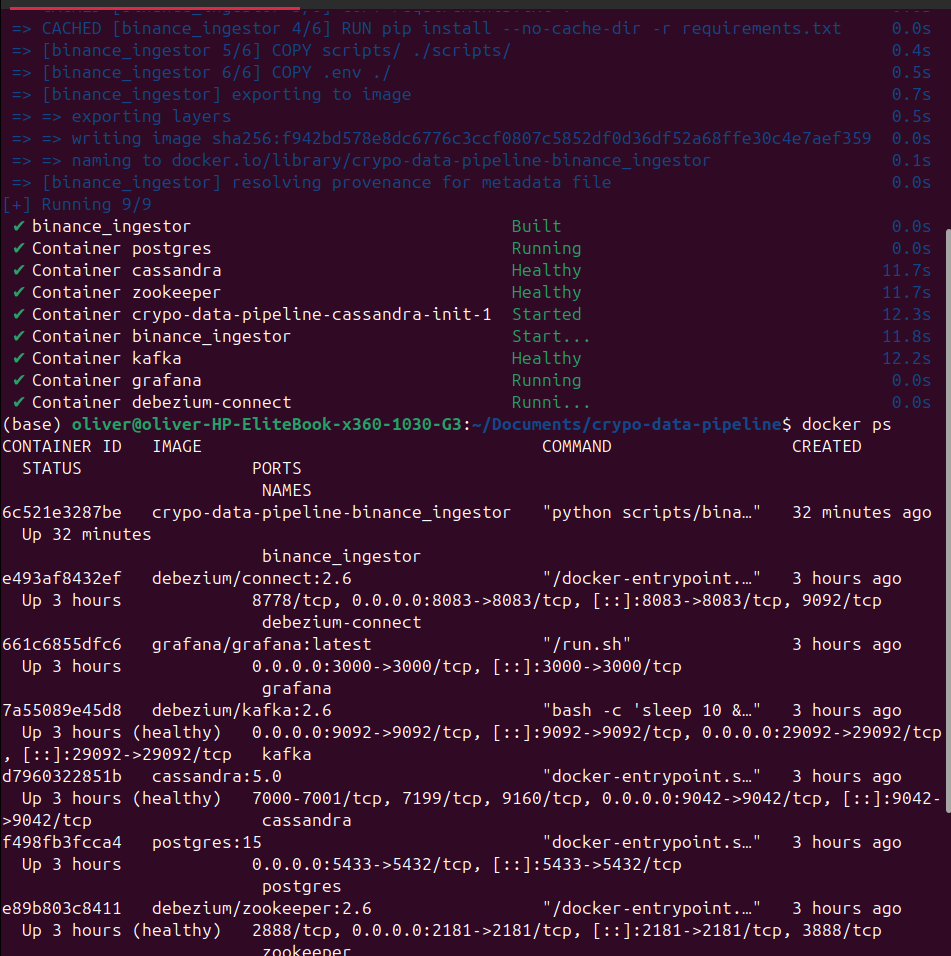 => CACHED [binance_ingestor 4/6] RUN pip install --no-cache-dir -r requirements.txt 0.0s
=> [binance_ingestor 5/6] COPY scripts/ ./scripts/ 0.4s
=> [binance_ingestor 6/6] COPY .env ./ 0.5s
=> [binance_ingestor] exporting to image 0.7s
=> => exporting layers 0.5s
=> => writing image sha256:f942bd578e8dc6776c3ccf0807c5852df0d36df52a68ffe30c4e7aef359 0.0s
=> => naming to docker.io/library/crypo-data-pipeline-binance_ingestor 0.1s
=> [binance_ingestor] resolving provenance for metadata file 0.0s
[+] Running 9/9
✔ binance_ingestor Built 0.0s
✔ Container postgres Running 0.0s
✔ Container cassandra Healthy 11.7s
✔ Container zookeeper Healthy 11.7s
✔ Container crypo-data-pipeline-cassandra-init-1 Started 12.3s
✔ Container binance_ingestor Start... 11.8s
✔ Container kafka Healthy 12.2s
✔ Container grafana Running 0.0s
✔ Container debezium-connect Runni... 0.0s
(base) oliver@oliver-HP-EliteBook-x360-1030-G3:~/Documents/crypo-data-pipeline$ docker ps
CONTAINER ID IMAGE COMMAND CREATED
STATUS PORTS
NAMES
6c521e3287be crypo-data-pipeline-binance_ingestor "python scripts/bina…" 32 minutes ago
Up 32 minutes
binance_ingestor
e493af8432ef debezium/connect:2.6 "/docker-entrypoint.…" 3 hours ago
Up 3 hours 8778/tcp, 0.0.0.0:8083->8083/tcp, [::]:8083->8083/tcp, 9092/tcp
debezium-connect
661c6855dfc6 grafana/grafana:latest "/run.sh" 3 hours ago
Up 3 hours 0.0.0.0:3000->3000/tcp, [::]:3000->3000/tcp
grafana
7a55089e45d8 debezium/kafka:2.6 "bash -c 'sleep 10 &…" 3 hours ago
Up 3 hours (healthy) 0.0.0.0:9092->9092/tcp, [::]:9092->9092/tcp, 0.0.0.0:29092->29092/tcp
, [::]:29092->29092/tcp kafka
d7960322851b cassandra:5.0 "docker-entrypoint.s…" 3 hours ago
Up 3 hours (healthy) 7000-7001/tcp, 7199/tcp, 9160/tcp, 0.0.0.0:9042->9042/tcp, [::]:9042-
>9042/tcp cassandra
f498fb3fcca4 postgres:15 "docker-entrypoint.s…" 3 hours ago
Up 3 hours 0.0.0.0:5433->5432/tcp, [::]:5433->5432/tcp
postgres
e89b803c8411 debezium/zookeeper:2.6 "/docker-entrypoint.…" 3 hours ago
Up 3 hours (healthy) 2888/tcp, 0.0.0.0:2181->2181/tcp, [::]:2181->2181/tcp, 3888/tcp
zookeeper